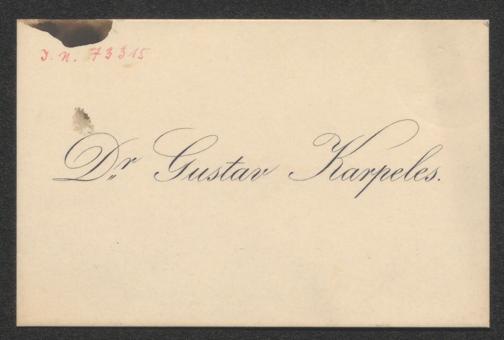 J. N. 73315
Dr Gustav Karpeles.